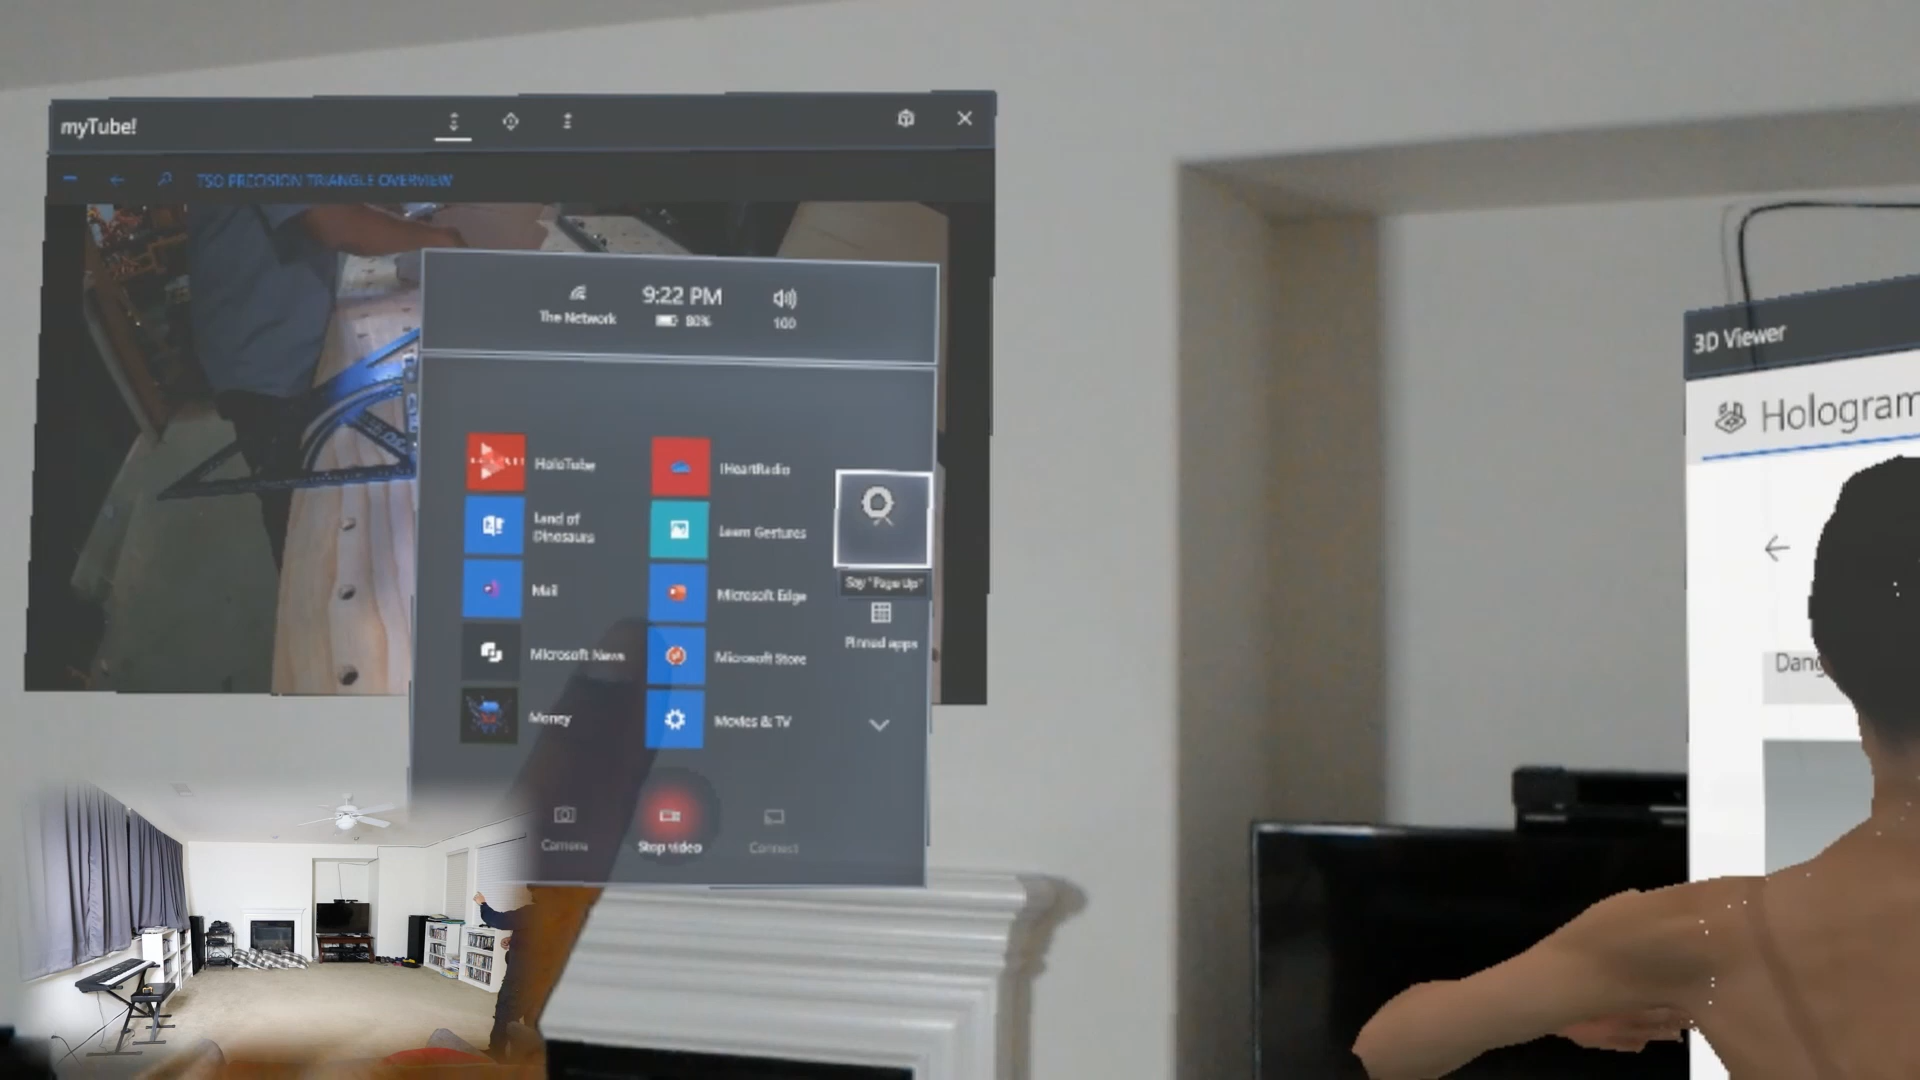 myTube!
TSO PRECISION TRIANGLE OVERVIEW
The Network
9:22 PM
80%
100
HoloTube
iHeartRadio
Land of
Dinosaurs
Learn Gestures
Say "Page Up"
Mail
Microsoft Edge
Pinned apps
Microsoft News
Microsoft Store
Money
Movies & TV
Camera
Stop video
Connect
3D Viewer
Hologram
Dang